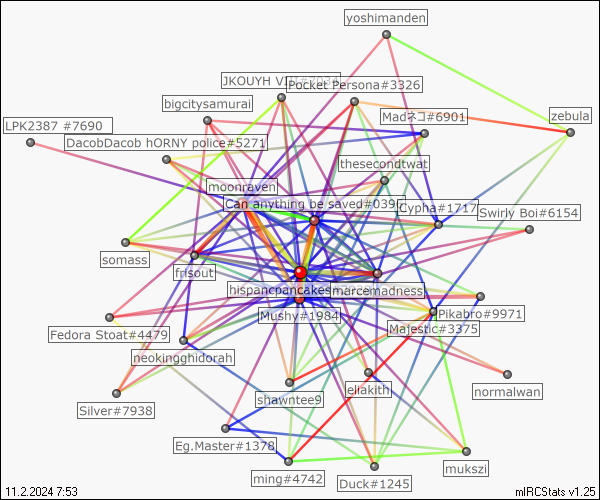 yoshimanden
JKOUYH
Pocket Persona#3326
bigcitysamurai
Madネコ#6901
zebula
LPK2387 #7690
DacobDacob hORNY police#5271
thesecondtwat
moonraven
Can anything be saved#039
Cypha#1717
Swirly Boi#6154
somass
frisout
hispancpancakes
marcemadness
Mushy#1984
Pikabro#9971
Majestic#3375
Fedora Stoat#4479
neokingghidorah
eliakith
normalwan
shawntee9
Silver#7938
Eg.Master#1378
mukszi
ming#4742
Duck#1245
11.2.2024 7:53
mIRCStats v1.25